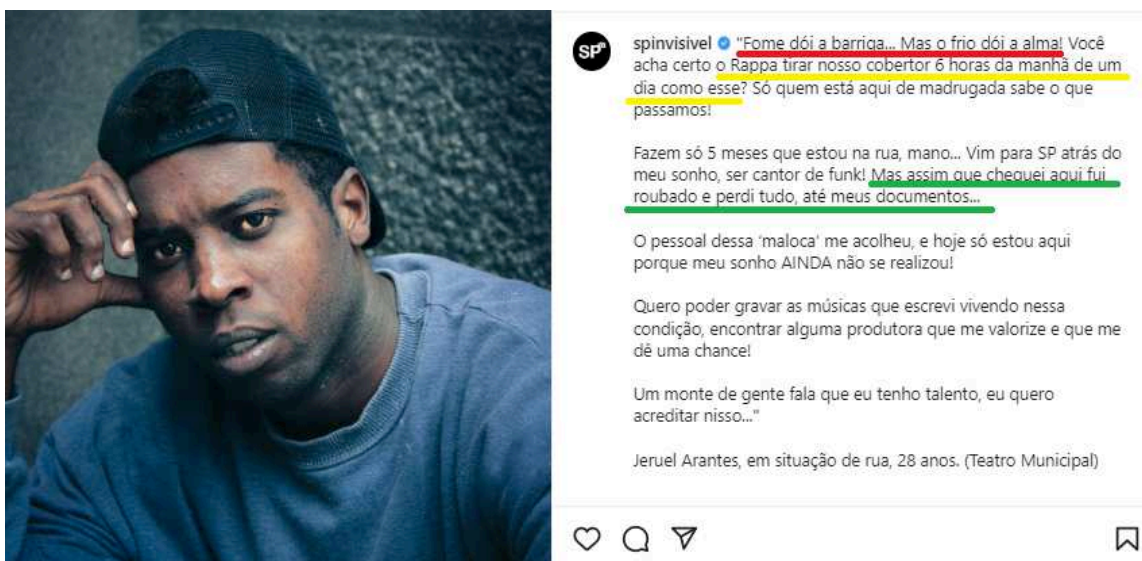 SP
spinvisivel "Fome dói a barriga... Mas o frio dói a alma! Você
acha certo o Rappa tirar nosso cobertor 6 horas da manhã de um
dia como esse? Só quem está aqui de madrugada sabe o que
passamos!
Fazem só 5 meses que estou na rua, mano... Vim para SP atrás do
meu sonho, ser cantor de funk! Mas assim que cheguei aqui fui
roubado e perdi tudo, até meus documentos...
O pessoal dessa 'maloca' me acolheu, e hoje só estou aqui
porque meu sonho AINDA não se realizou!
Quero poder gravar as músicas que escrevi vivendo nessa
condição, encontrar alguma produtora que me valorize e que me
dê uma chance!
Um monte de gente fala que eu tenho talento, eu quero
acreditar nisso..."
Jeruel Arantes, em situação de rua, 28 anos. (Teatro Municipal)